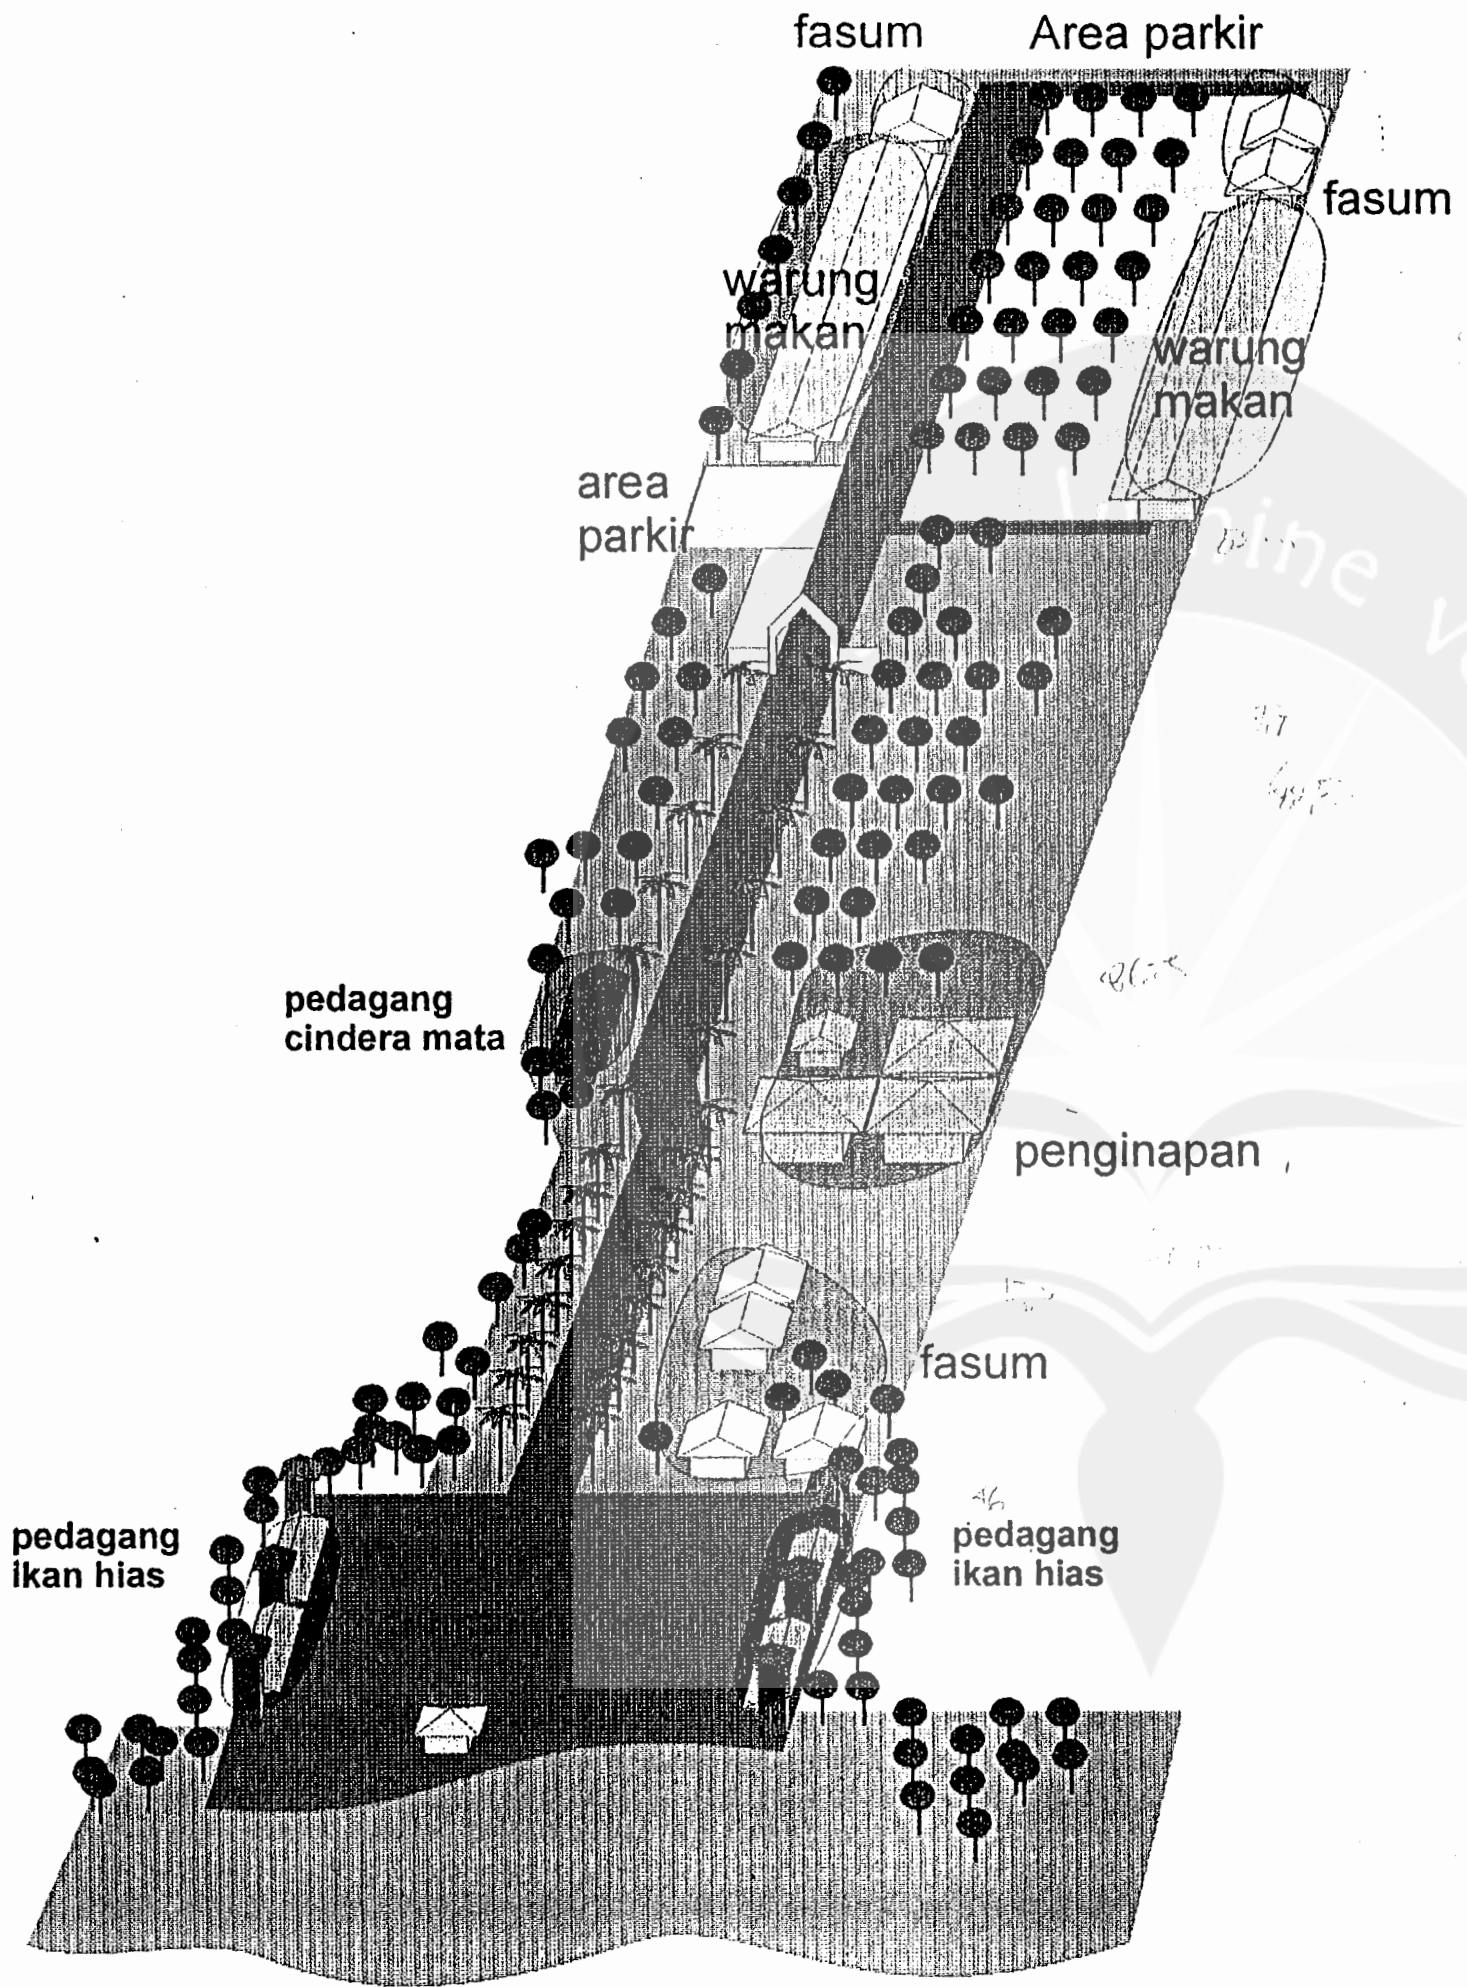 fasum
Area parkir
fasum
warung
makan
warung
makan
area
parkir
pedagang
cindera mata
penginapan
fasum
pedagang
ikan hias
pedagang
ikan hias